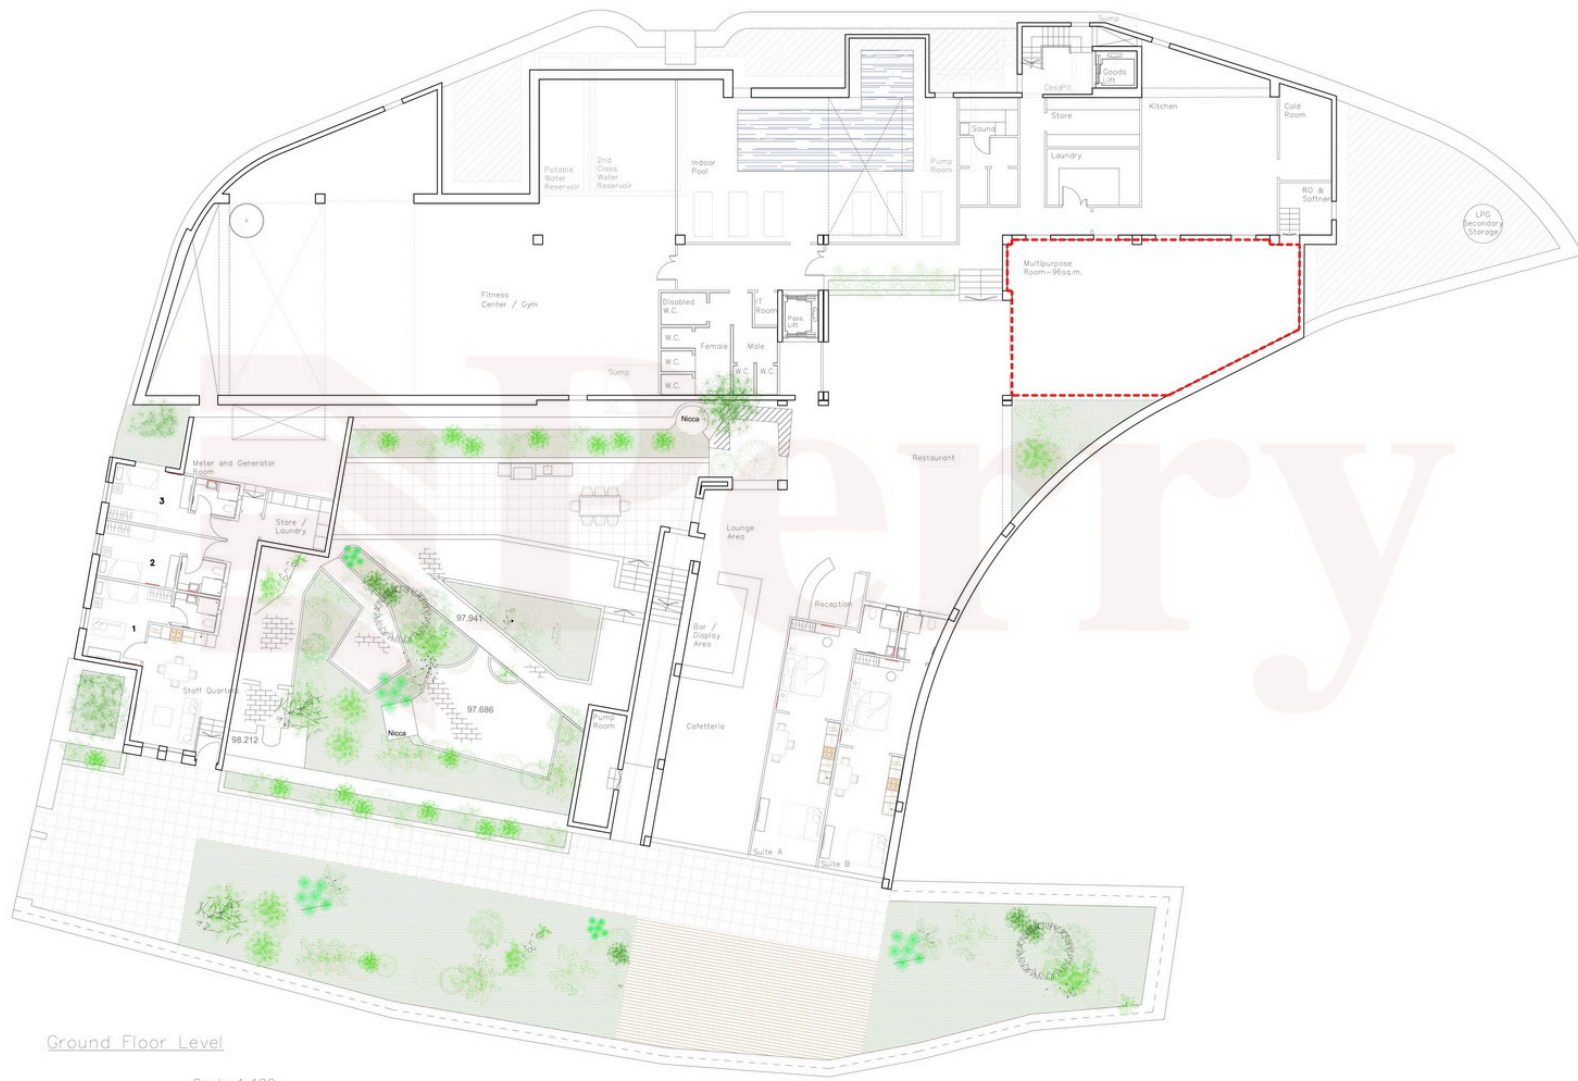 Sump
Shaft
Goods
Lift
CessPit
Kitchen
Cold
Room
Store
Sauna
Laundry
Indoor
Pool
Pump
Room
Potable
Water
Reservoir
2nd
Class
Water
Reservoir
RO &
Softner
LPG
Secondary
Storage
Multipurpose
Room-96sq.m.
Fitness
Center / Gym
Disabled
W.C.
IT
Room
Pass.
Lift
W.C.
Female
Male
W.C.
W.C.
W.C.
W.C.
Sump
Nicca
Perry
Restaurant
Meter and Generator
Room
3
Store /
Laundry
Lounge
Area
2
1
97.941
Reception
Bar /
Display
Area
Staff Quarters
97.686
Pump
Room
Cafetteria
98.212
Nicca
Suite A
Suite B
Ground Floor Level